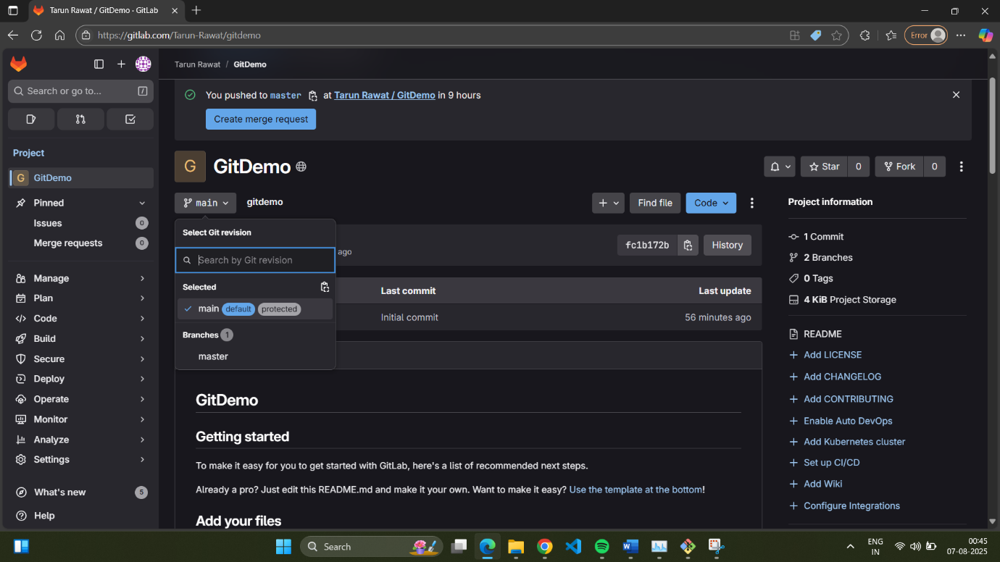 Tarun Rawat / GitDemo · GitLab
https://gitlab.com/Tarun-Rawat/gitdemo
Error
Search or go to...
/
Project
G GitDemo
Pinned
Issues 0
Merge requests 0
Manage
Plan
Code
Build
Secure
Deploy
Operate
Monitor
Analyze
Settings
What's new 5
Help
Tarun Rawat / GitDemo
You pushed to master at Tarun Rawat / GitDemo in 9 hours
Create merge request
G GitDemo
Star 0 Fork 0
main gitdemo
Find file Code
Select Git revision
Search by Git revision
Selected
main default protected
Branches 1
master
ago
fc1b172b History
Last commit Last update
Initial commit 56 minutes ago
GitDemo
Getting started
To make it easy for you to get started with GitLab, here's a list of recommended next steps.
Already a pro? Just edit this README.md and make it your own. Want to make it easy? Use the template at the bottom!
Add your files
Project information
1 Commit
2 Branches
0 Tags
4 KiB Project Storage
README
+ Add LICENSE
+ Add CHANGELOG
+ Add CONTRIBUTING
+ Enable Auto DevOps
+ Add Kubernetes cluster
+ Set up CI/CD
+ Add Wiki
+ Configure Integrations
Search
ENG
IN
00:45
07-08-2025